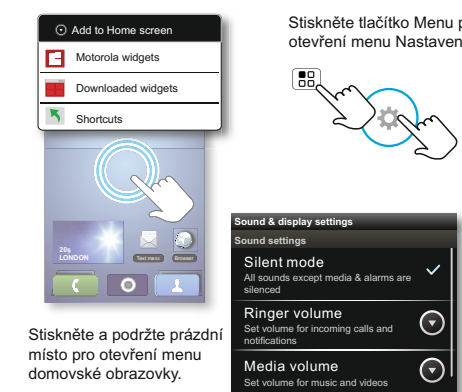 Add to Home screen
Motorola widgets
Downloaded widgets
Shortcuts
20s
LONDON
Text mess
Browser
Stiskněte a podržte prázdní
místo pro otevření menu
domovské obrazovky.
Stiskněte tlačítko Menu
otevření menu
Sound & display settings
Sound settings
Silent mode
All sounds except media & alarms are
silenced
Ringer volume
Set volume for incoming calls and
notifications
Media volume
Set volume for music and videos